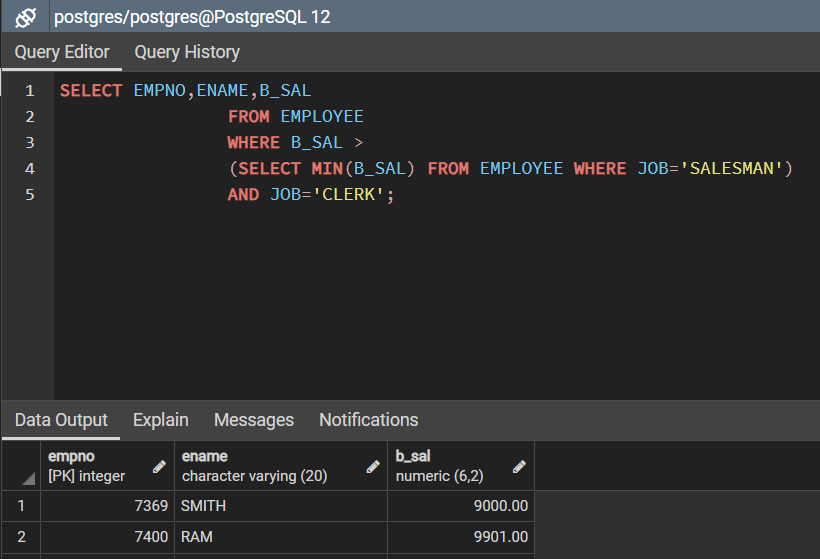 postgres/postgres@PostgreSQL 12
Query Editor Query History
1 SELECT EMPNO,ENAME,B_SAL
2 FROM EMPLOYEE
3 WHERE B_SAL >
4 (SELECT MIN(B_SAL) FROM EMPLOYEE WHERE JOB='SALESMAN')
5 AND JOB='CLERK';
Data Output Explain Messages Notifications
empno ename b_sal
[PK] integer character varying (20) numeric (6,2)
1 7369 SMITH 9000.00
2 7400 RAM 9901.00